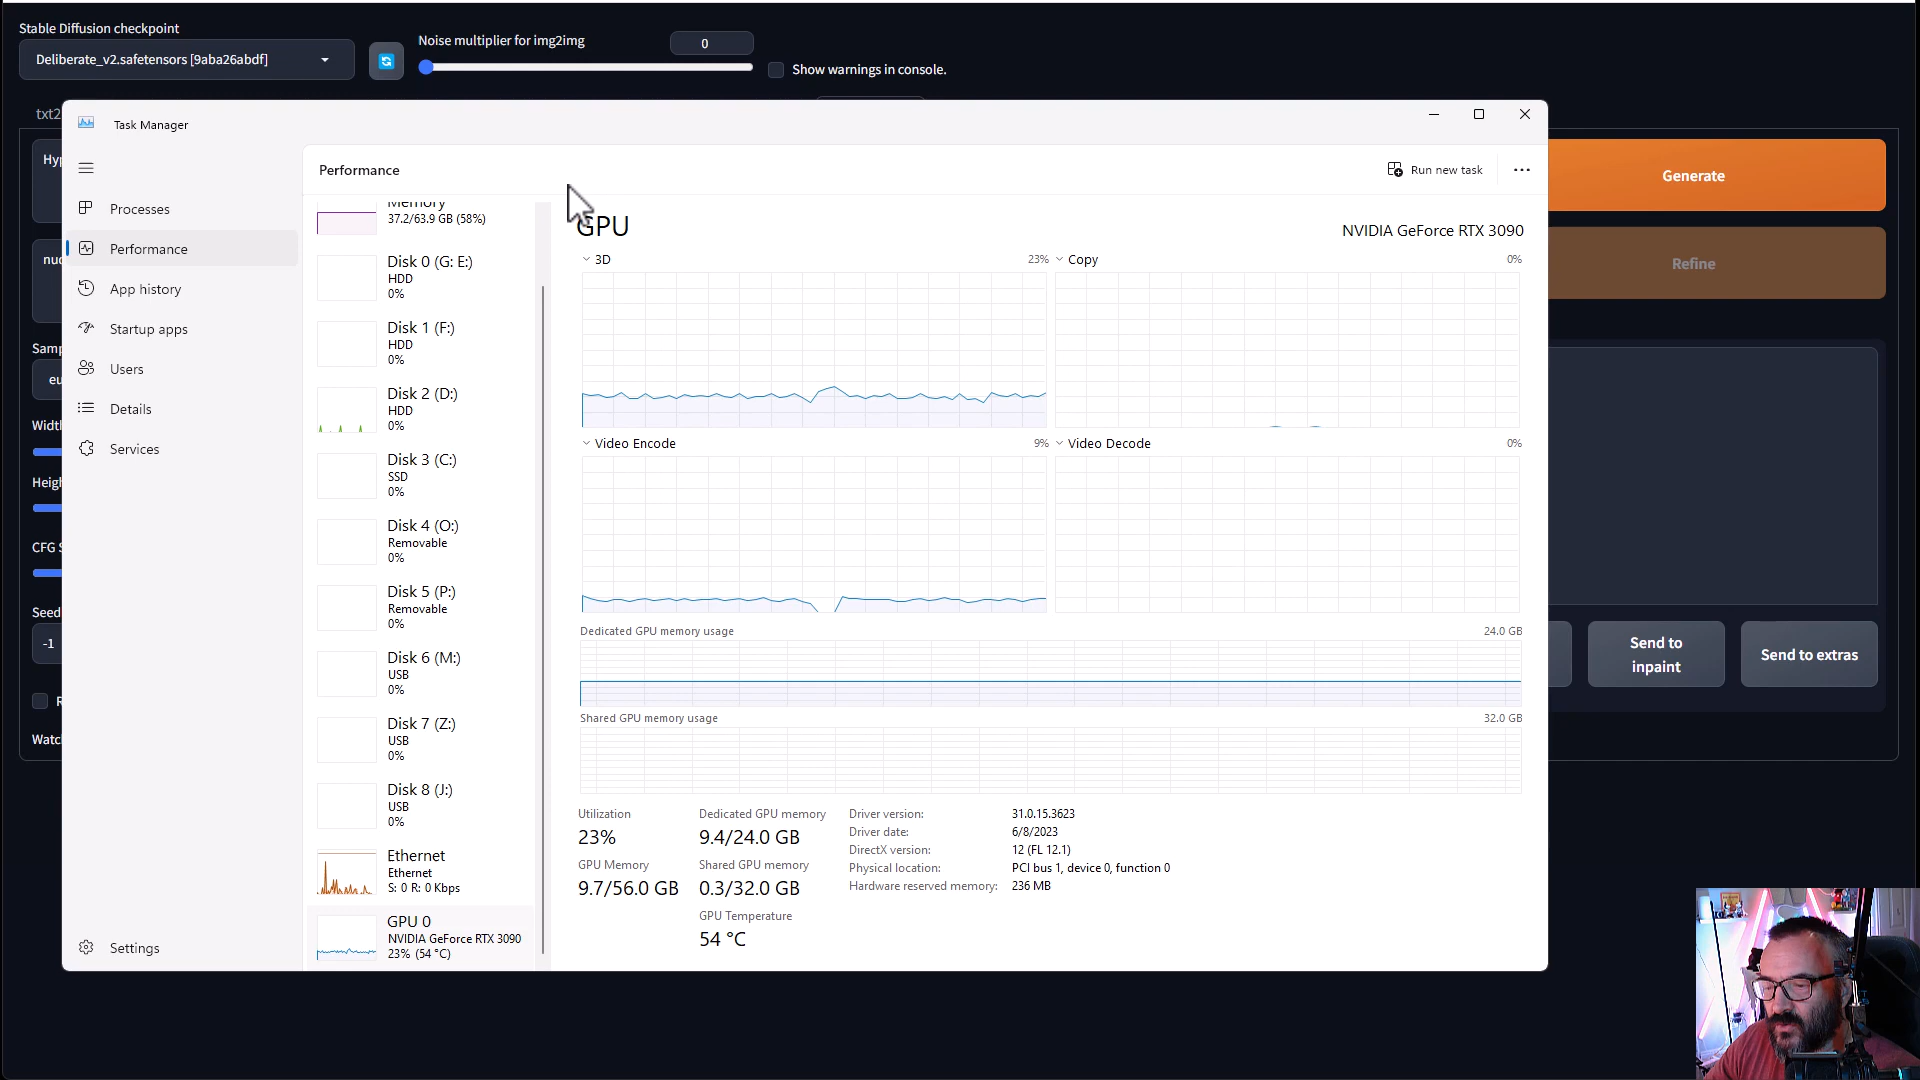 Stable Diffusion checkpoint
Deliberate_v2.safetensors [9aba26abdf]
Noise multiplier for img2img
0
Show warnings in console.
Task Manager
Processes
Performance
App history
Startup apps
Users
Details
Services
Settings
Performance
Run new task
Memory
37.2/63.9 GB (58%)
Disk 0 (G: E:)
HDD
0%
Disk 1 (F:)
HDD
0%
Disk 2 (D:)
HDD
0%
Disk 3 (C:)
SSD
0%
Disk 4 (O:)
Removable
0%
Disk 5 (P:)
Removable
0%
Disk 6 (M:)
USB
0%
Disk 7 (Z:)
USB
0%
Disk 8 (J:)
USB
0%
Ethernet
Ethernet
S: 0 R: 0 Kbps
GPU 0
NVIDIA GeForce RTX 3090
23% (54 °C)
GPU
NVIDIA GeForce RTX 3090
3D 23%
Copy 0%
Video Encode 9%
Video Decode 0%
Dedicated GPU memory usage 24.0 GB
Shared GPU memory usage 32.0 GB
Utilization
23%
Dedicated GPU memory
9.4/24.0 GB
GPU Memory
9.7/56.0 GB
Shared GPU memory
0.3/32.0 GB
GPU Temperature
54 °C
Driver version: 31.0.15.3623
Driver date: 6/8/2023
DirectX version: 12 (FL 12.1)
Physical location: PCI bus 1, device 0, function 0
Hardware reserved memory: 236 MB
Seed
-1
Generate
Refine
Send to
inpaint
Send to extras